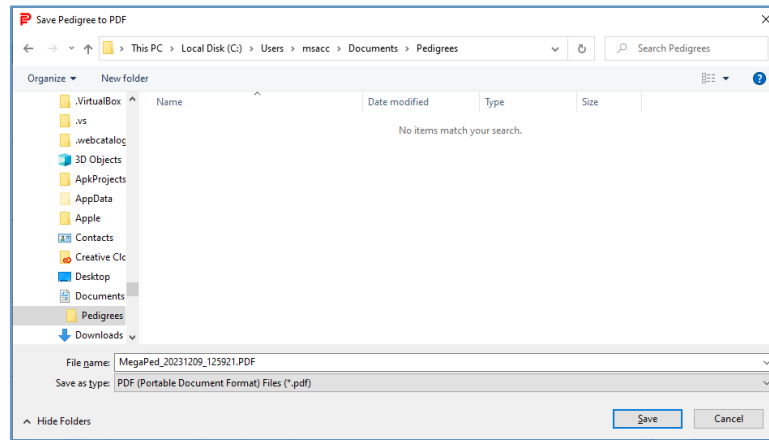 Save Pedigree to PDF
This PC > Local Disk (C:) > Users > msacc > Documents > Pedigrees
Search Pedigrees
Organize
New folder
?
Name
Date modified
Type
Size
No items match your search.
.VirtualBox
.vs
.webcatalog
3D Objects
ApkProjects
AppData
Apple
Contacts
Creative Clc
Desktop
Documents
Pedigrees
Downloads
File name: MegaPed_20231209_125921.PDF
Save as type: PDF (Portable Document Format) Files (*.pdf)
Hide Folders
Save
Cancel